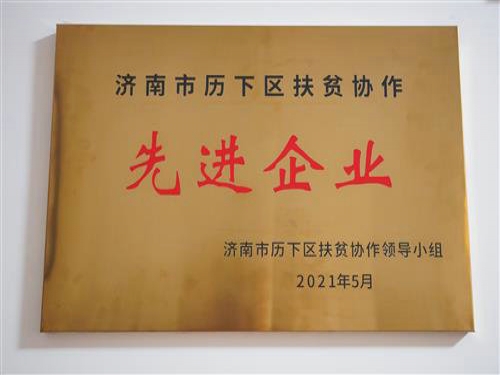 济南市历下区扶贫协作
先进企业
济南市历下区扶贫协作领导小组
2021年5月